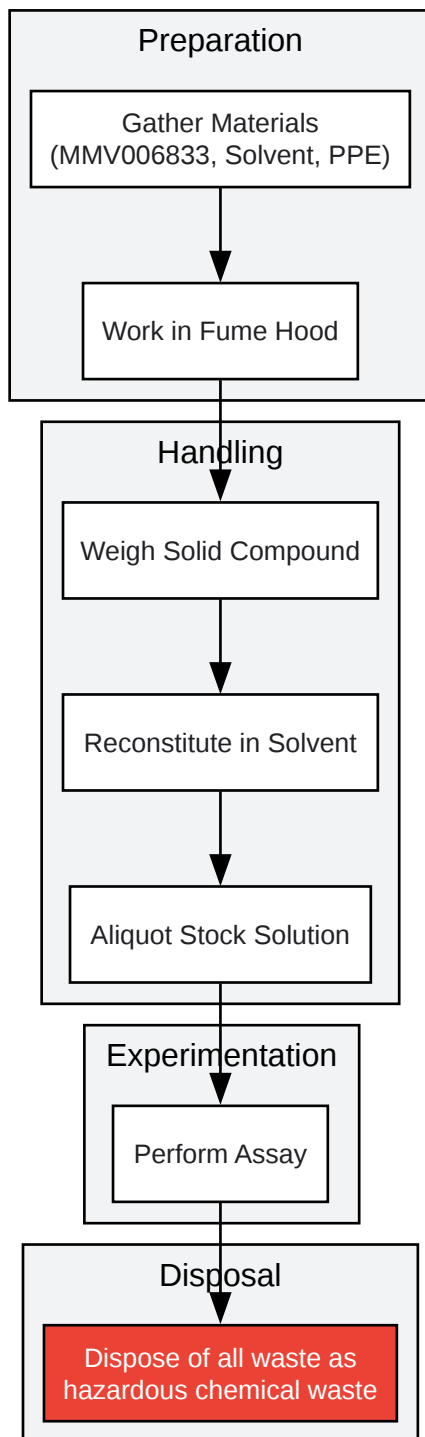 Preparation
Gather Materials
(MMV006833, Solvent, PPE)
Work in Fume Hood
Handling
Weigh Solid Compound
Reconstitute in Solvent
Aliquot Stock Solution
Experimentation
Perform Assay
Disposal
Dispose of all waste as
hazardous chemical waste